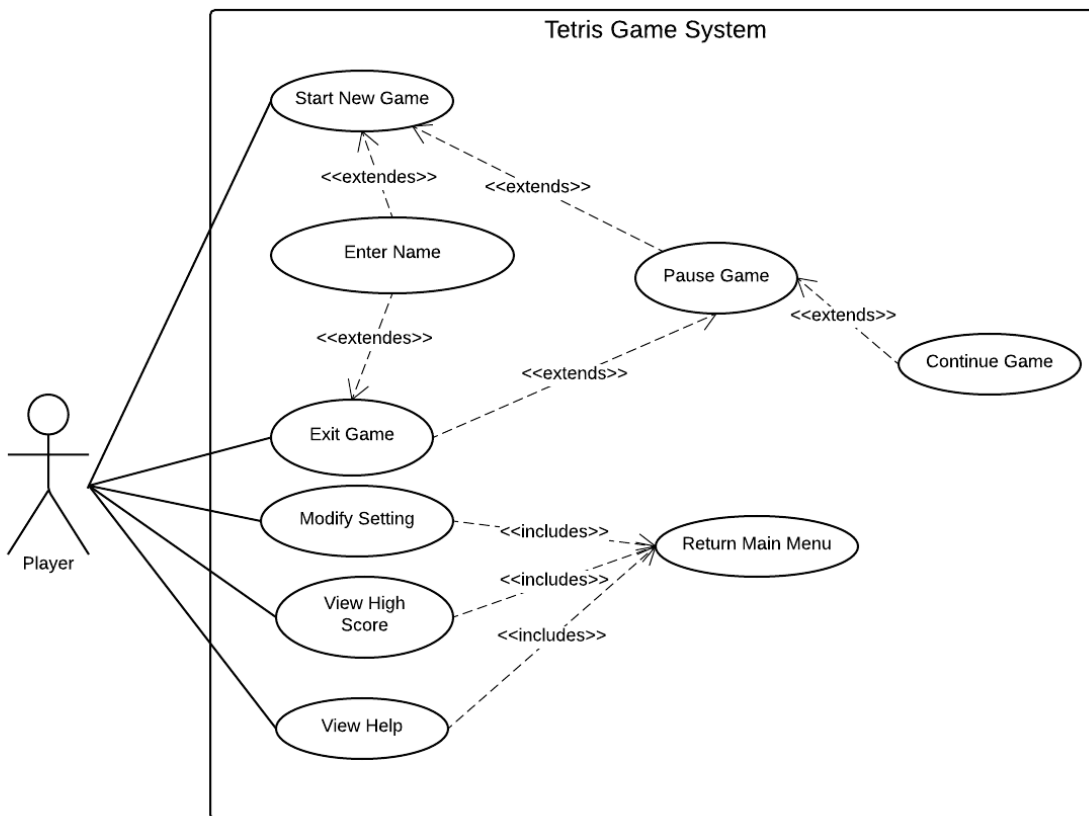 Tetris Game System
Start New Game
<<extendes>>
<<extends>>
Enter Name
Pause Game
<<extends>>
<<extendes>>
Continue Game
<<extends>>
Exit Game
Modify Setting
<<includes>>
Return Main Menu
Player
<<includes>>
View High
Score
<<includes>>
View Help